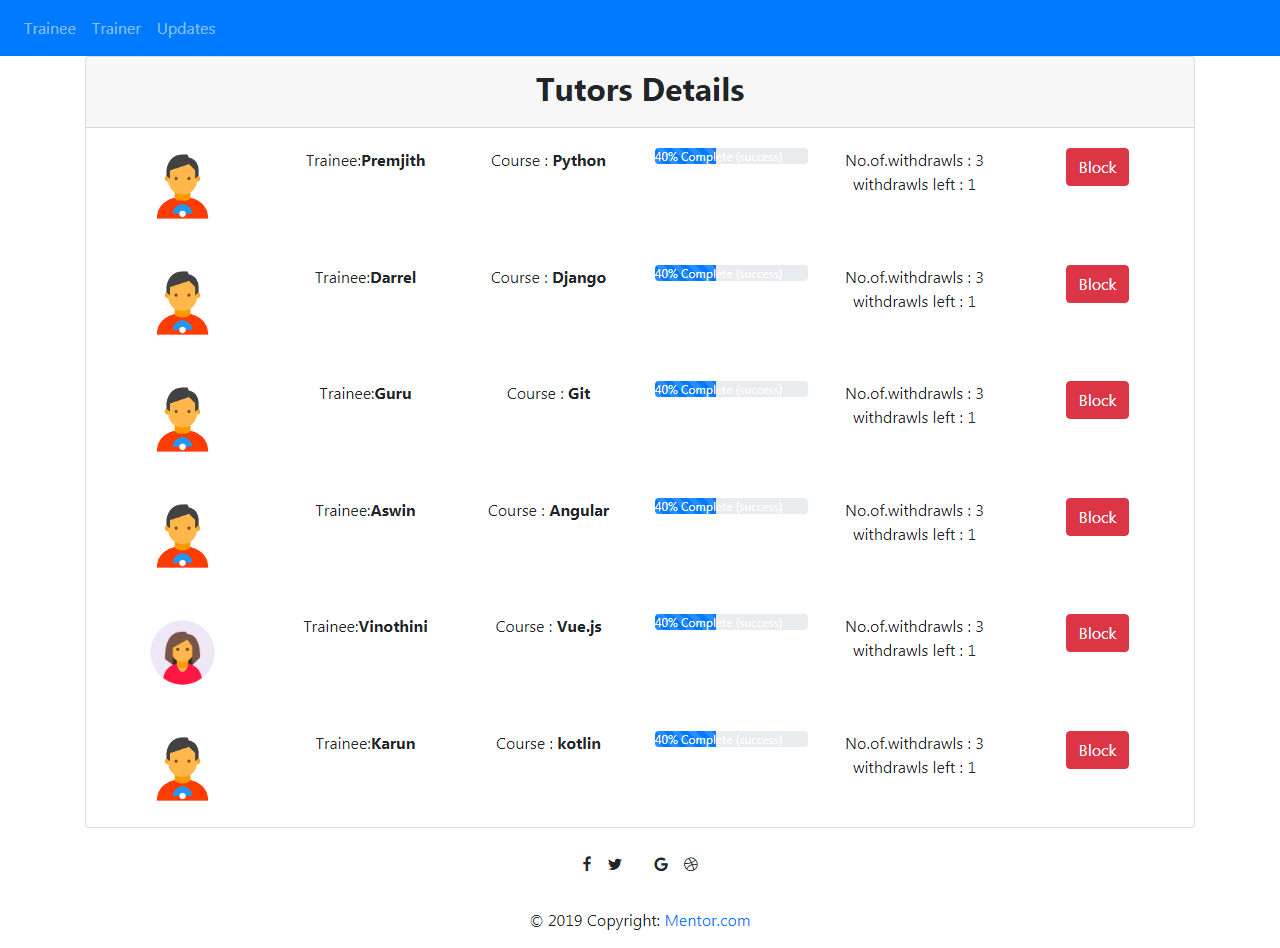 Trainee Trainer Updates
Tutors Details
Trainee:Premjith Course : Python 40% Complete (success) No.of.withdrawls : 3 Block
withdrawls left : 1
Trainee:Darrel Course : Django 40% Complete (success) No.of.withdrawls : 3 Block
withdrawls left : 1
Trainee:Guru Course : Git 40% Complete (success) No.of.withdrawls : 3 Block
withdrawls left : 1
Trainee:Aswin Course : Angular 40% Complete (success) No.of.withdrawls : 3 Block
withdrawls left : 1
Trainee:Vinothini Course : Vue.js 40% Complete (success) No.of.withdrawls : 3 Block
withdrawls left : 1
Trainee:Karun Course : kotlin 40% Complete (success) No.of.withdrawls : 3 Block
withdrawls left : 1
© 2019 Copyright: Mentor.com